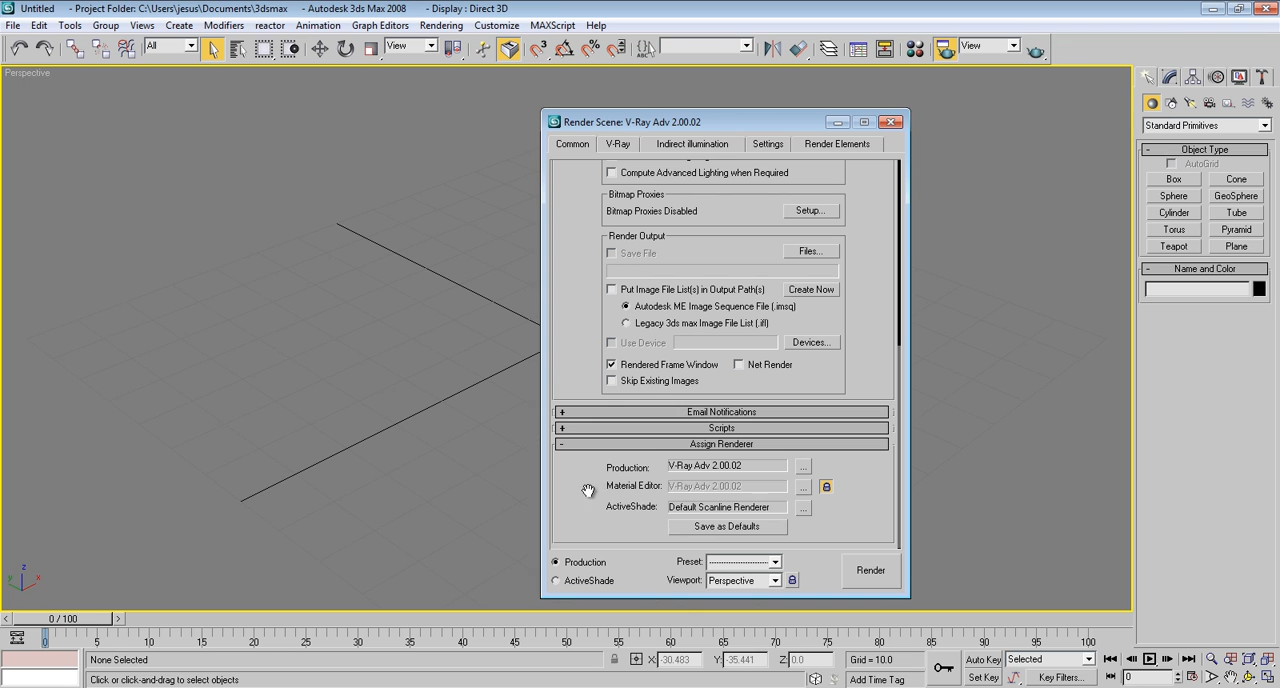 Untitled - Project Folder: C:\Users\jesus\Documents\3dsmax - Autodesk 3ds Max 2008 - Display : Direct 3D
File Edit Tools Group Views Create Modifiers reactor Animation Graph Editors Rendering Customize MAXScript Help
All View 3 % ABC View
Perspective
Render Scene: V-Ray Adv 2.00.02
Common V-Ray Indirect illumination Settings Render Elements
Compute Advanced Lighting when Required
Bitmap Proxies
Bitmap Proxies Disabled Setup...
Render Output
Save File Files...
Put Image File List(s) in Output Path(s) Create Now
Autodesk ME Image Sequence File (.imsq)
Legacy 3ds max Image File List (.ifl)
Use Device Devices...
Rendered Frame Window Net Render
Skip Existing Images
+ Email Notifications
+ Scripts
- Assign Renderer
Production: V-Ray Adv 2.00.02 ...
Material Editor: V-Ray Adv 2.00.02 ...
ActiveShade: Default Scanline Renderer ...
Save as Defaults
Production Preset: --------------------------
ActiveShade Viewport: Perspective
Render
Standard Primitives
- Object Type
AutoGrid
Box Cone
Sphere GeoSphere
Cylinder Tube
Torus Pyramid
Teapot Plane
- Name and Color
z
y x
< 0 / 100 >
0 5 10 15 20 25 30 35 40 45 50 55 60 65 70 75 80 85 90 95 100
None Selected X: -30.483 Y: -35.441 Z: 0.0 Grid = 10.0 Auto Key Selected
Click or click-and-drag to select objects Add Time Tag Set Key Key Filters... 0